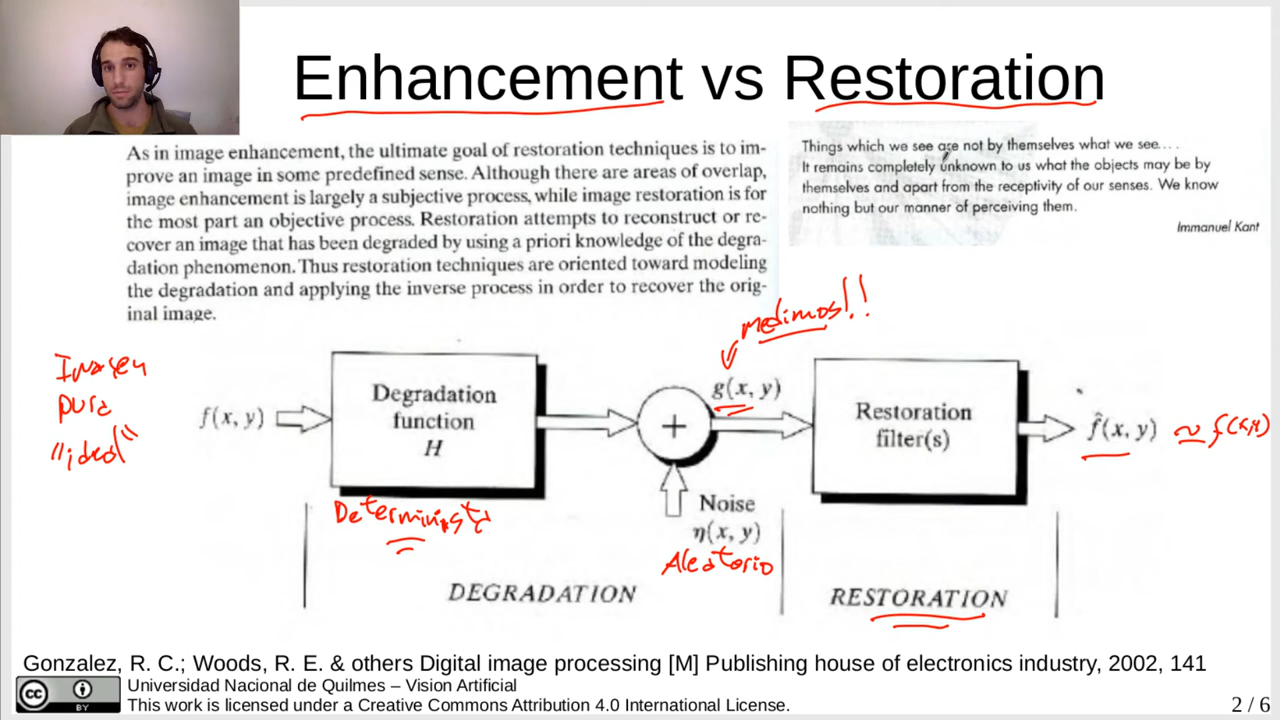 Enhancement vs Restoration
As in image enhancement, the ultimate goal of restoration techniques is to im-
prove an image in some predefined sense. Although there are areas of overlap,
image enhancement is largely a subjective process, while image restoration is for
the most part an objective process. Restoration attempts to reconstruct or re-
cover an image that has been degraded by using a priori knowledge of the degra-
dation phenomenon. Thus restoration techniques are oriented toward modeling
the degradation and applying the inverse process in order to recover the orig-
inal image.
Things which we see are not by themselves what we see....
It remains completely unknown to us what the objects may be by
themselves and apart from the receptivity of our senses. We know
nothing but our manner of perceiving them.
Immanuel Kant
medimos!!
Imagen
pura
"ideal"
f(x, y)
Degradation
function
H
+
g(x, y)
Restoration
filter(s)
f̂(x, y) ≃ f(x,y)
Noise
η(x, y)
Determinista
Aleatorio
DEGRADATION
RESTORATION
Gonzalez, R. C.; Woods, R. E. & others Digital image processing [M] Publishing house of electronics industry, 2002, 141
cc BY
Universidad Nacional de Quilmes – Vision Artificial
This work is licensed under a Creative Commons Attribution 4.0 International License.
2 / 6